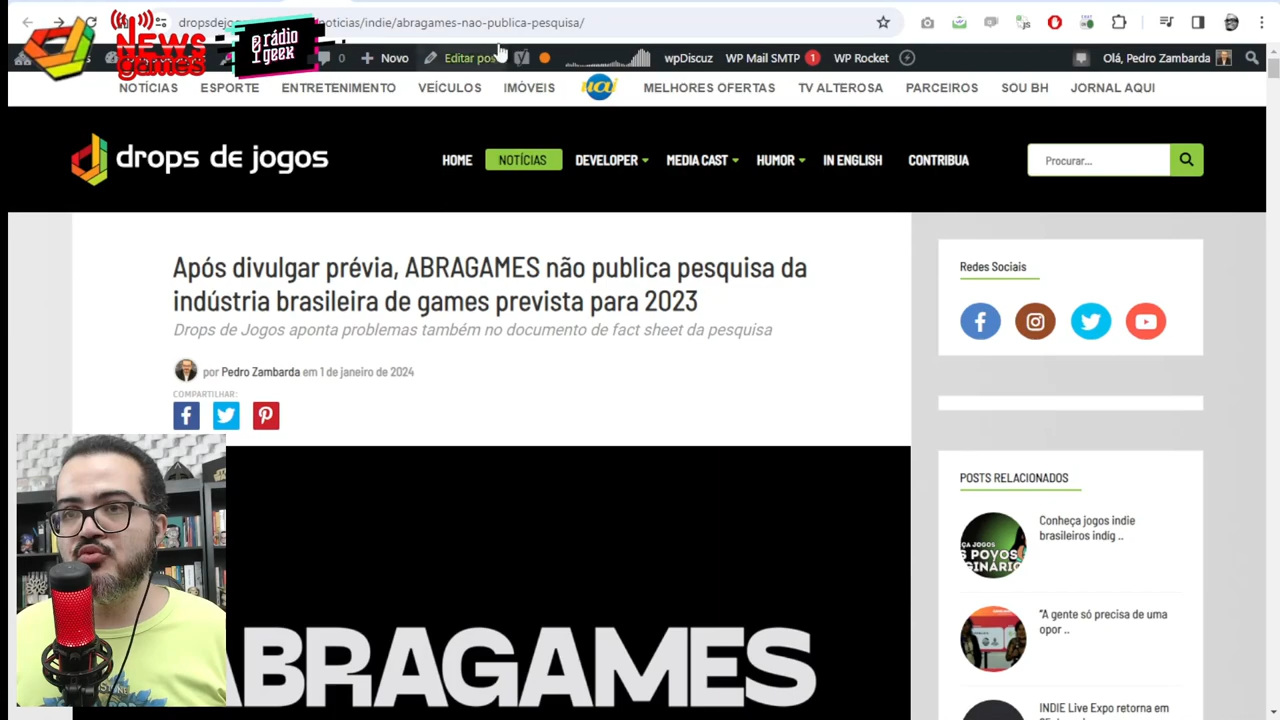 NEWS games
rádio geek
noticias/indie/abragames-nao-publica-pesquisa/
0
Novo
Editar pos
wpDiscuz
WP Mail SMTP
1
WP Rocket
Olá, Pedro Zambarda
NOTÍCIAS
ESPORTE
ENTRETENIMENTO
VEÍCULOS
IMÓVEIS
uai
MELHORES OFERTAS
TV ALTEROSA
PARCEIROS
SOU BH
JORNAL AQUI
drops de jogos
HOME
NOTÍCIAS
DEVELOPER
MEDIA CAST
HUMOR
IN ENGLISH
CONTRIBUA
Procurar...
Após divulgar prévia, ABRAGAMES não publica pesquisa da
indústria brasileira de games prevista para 2023
Drops de Jogos aponta problemas também no documento de fact sheet da pesquisa
por Pedro Zambarda em 1 de janeiro de 2024
COMPARTILHAR:
ABRAGAMES
Redes Sociais
POSTS RELACIONADOS
Conheça jogos indie
brasileiros indíg ..
"A gente só precisa de uma
opor ..
INDIE Live Expo retorna em